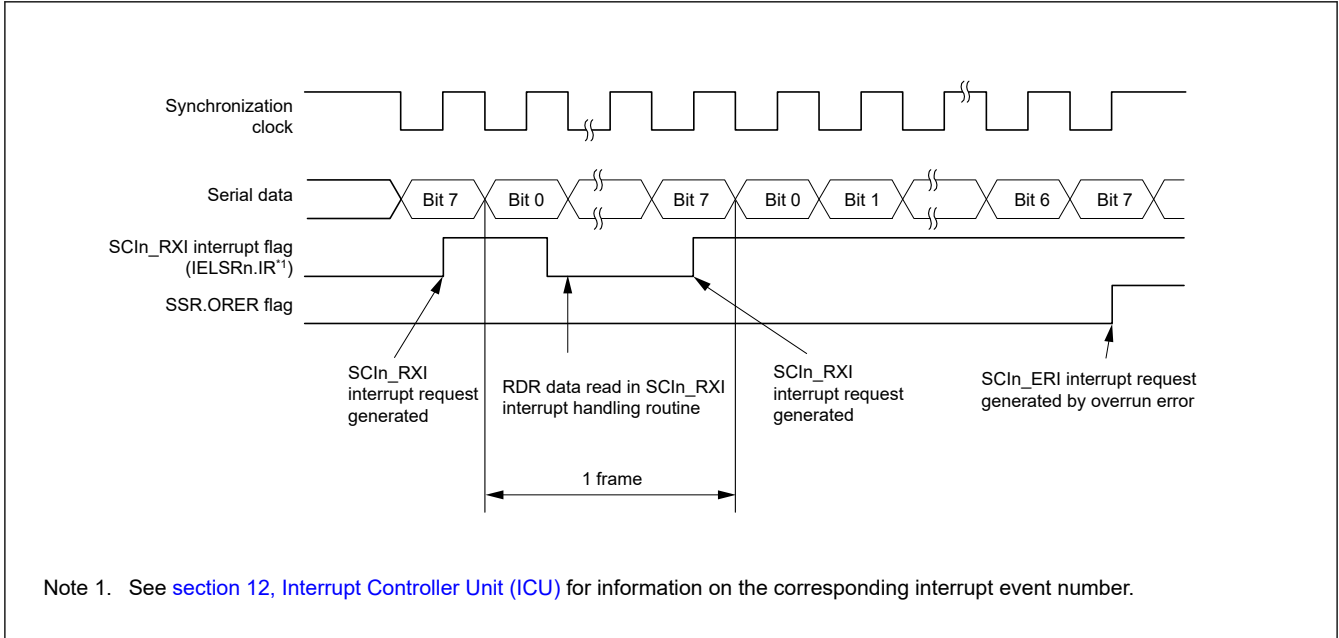 Synchronization
clock
Serial data
Bit 7 Bit 0 Bit 7 Bit 0 Bit 1 Bit 6 Bit 7
SCIn_RXI interrupt flag
(IELSRn.IR*1)
SSR.ORER flag
SCIn_RXI
interrupt request
generated
RDR data read in SCIn_RXI
interrupt handling routine
SCIn_RXI
interrupt request
generated
SCIn_ERI interrupt request
generated by overrun error
1 frame
Note 1. See section 12, Interrupt Controller Unit (ICU) for information on the corresponding interrupt event number.